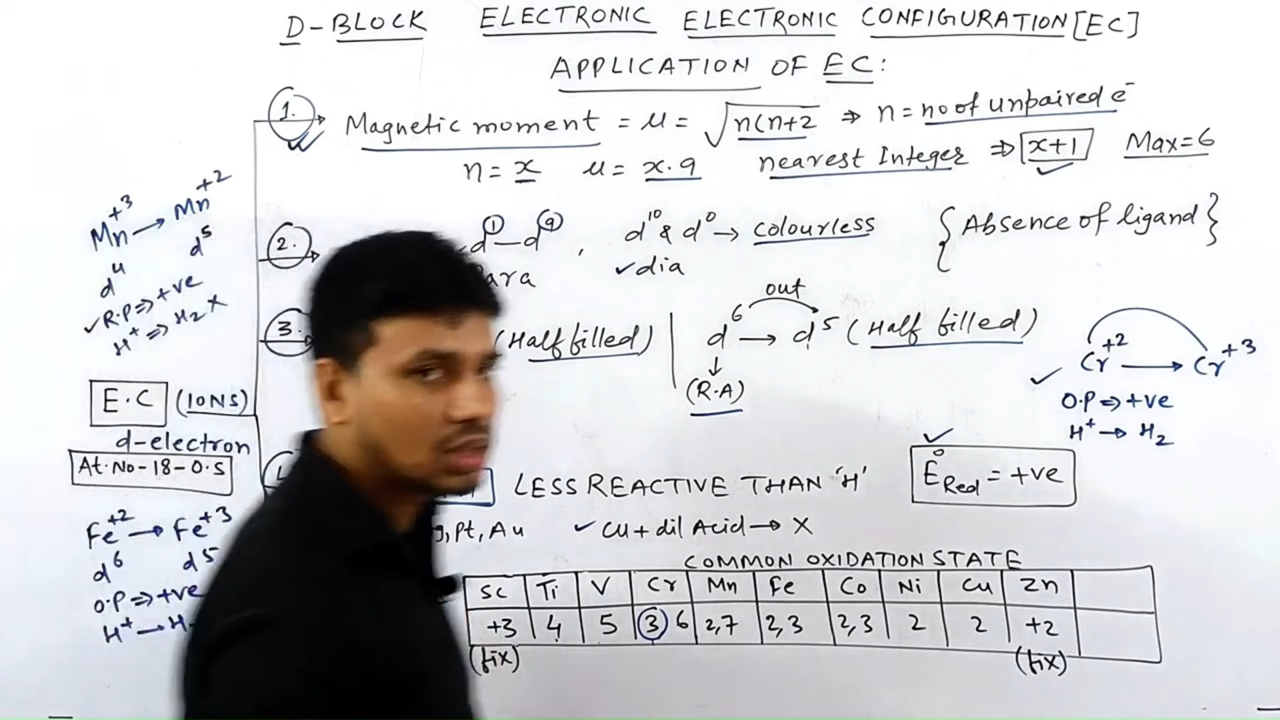 D-BLOCK ELECTRONIC ELECTRONIC CONFIGURATION [EC]
APPLICATION OF EC:
1. Magnetic moment = μ = √n(n+2 ⇒ n = no of unpaired e⁻
n = x μ = x.9 nearest Integer ⇒ x+1 Max=6
Mn⁺³ → Mn⁺²
d⁴ d⁵
✓R.P ⇒ +ve
H⁺ ⇒ H₂ X
2. d¹—d⁹, d¹⁰ & d⁰ → colourless {Absence of ligand}
para ✓dia
3. (Half filled) | d⁶ → d⁵ (Half filled)
out
(R.A)
✓ Cr⁺² → Cr⁺³
O.P ⇒ +ve
H⁺ → H₂
E.C (IONS)
d-electron
At.No-18-O.S
Fe⁺² → Fe⁺³
d⁶ d⁵
O.P ⇒ +ve
H⁺ → H
LESS REACTIVE THAN 'H' ✓ E°Red = +ve
Pt, Au ✓ Cu + dil Acid → X
COMMON OXIDATION STATE
Sc Ti V Cr Mn Fe Co Ni Cu Zn
+3 4 5 3 6 2,7 2,3 2,3 2 2 +2
(fix) (fix)